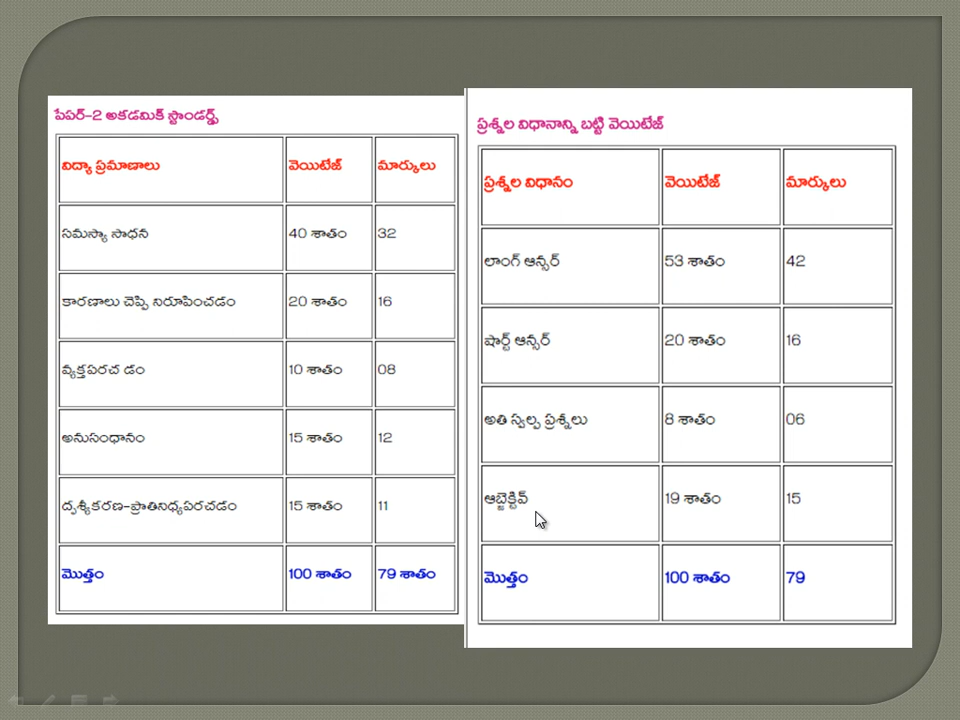 పేపర్-2 అకడమిక్ స్టాండర్డ్స్
విద్యా ప్రమాణాలు వెయిటేజ్ మార్కులు
సమస్యా సాధన 40 శాతం 32
కారణాలు చెప్పి నిరూపించడం 20 శాతం 16
వ్యక్తపరచ డం 10 శాతం 08
అనుసంధానం 15 శాతం 12
దృశ్యీకరణ-ప్రాతినిధ్యపరచడం 15 శాతం 11
మొత్తం 100 శాతం 79 శాతం
ప్రశ్నల విధానాన్ని బట్టి వెయిటేజ్
ప్రశ్నల విధానం వెయిటేజ్ మార్కులు
లాంగ్ ఆన్సర్ 53 శాతం 42
షార్ట్ ఆన్సర్ 20 శాతం 16
అతి స్వల్ప ప్రశ్నలు 8 శాతం 06
ఆబ్జెక్టివ్ 19 శాతం 15
మొత్తం 100 శాతం 79